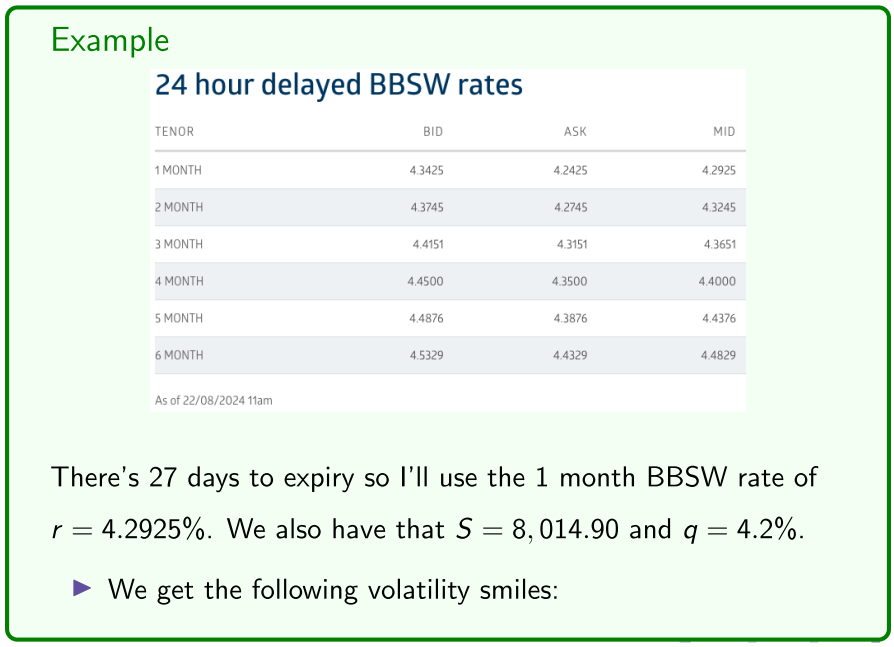 Example
24 hour delayed BBSW rates
TENOR BID ASK MID
1 MONTH 4.3425 4.2425 4.2925
2 MONTH 4.3745 4.2745 4.3245
3 MONTH 4.4151 4.3151 4.3651
4 MONTH 4.4500 4.3500 4.4000
5 MONTH 4.4876 4.3876 4.4376
6 MONTH 4.5329 4.4329 4.4829
As of 22/08/2024 11am
There's 27 days to expiry so I'll use the 1 month BBSW rate of
r = 4.2925%. We also have that S = 8, 014.90 and q = 4.2%.
We get the following volatility smiles: